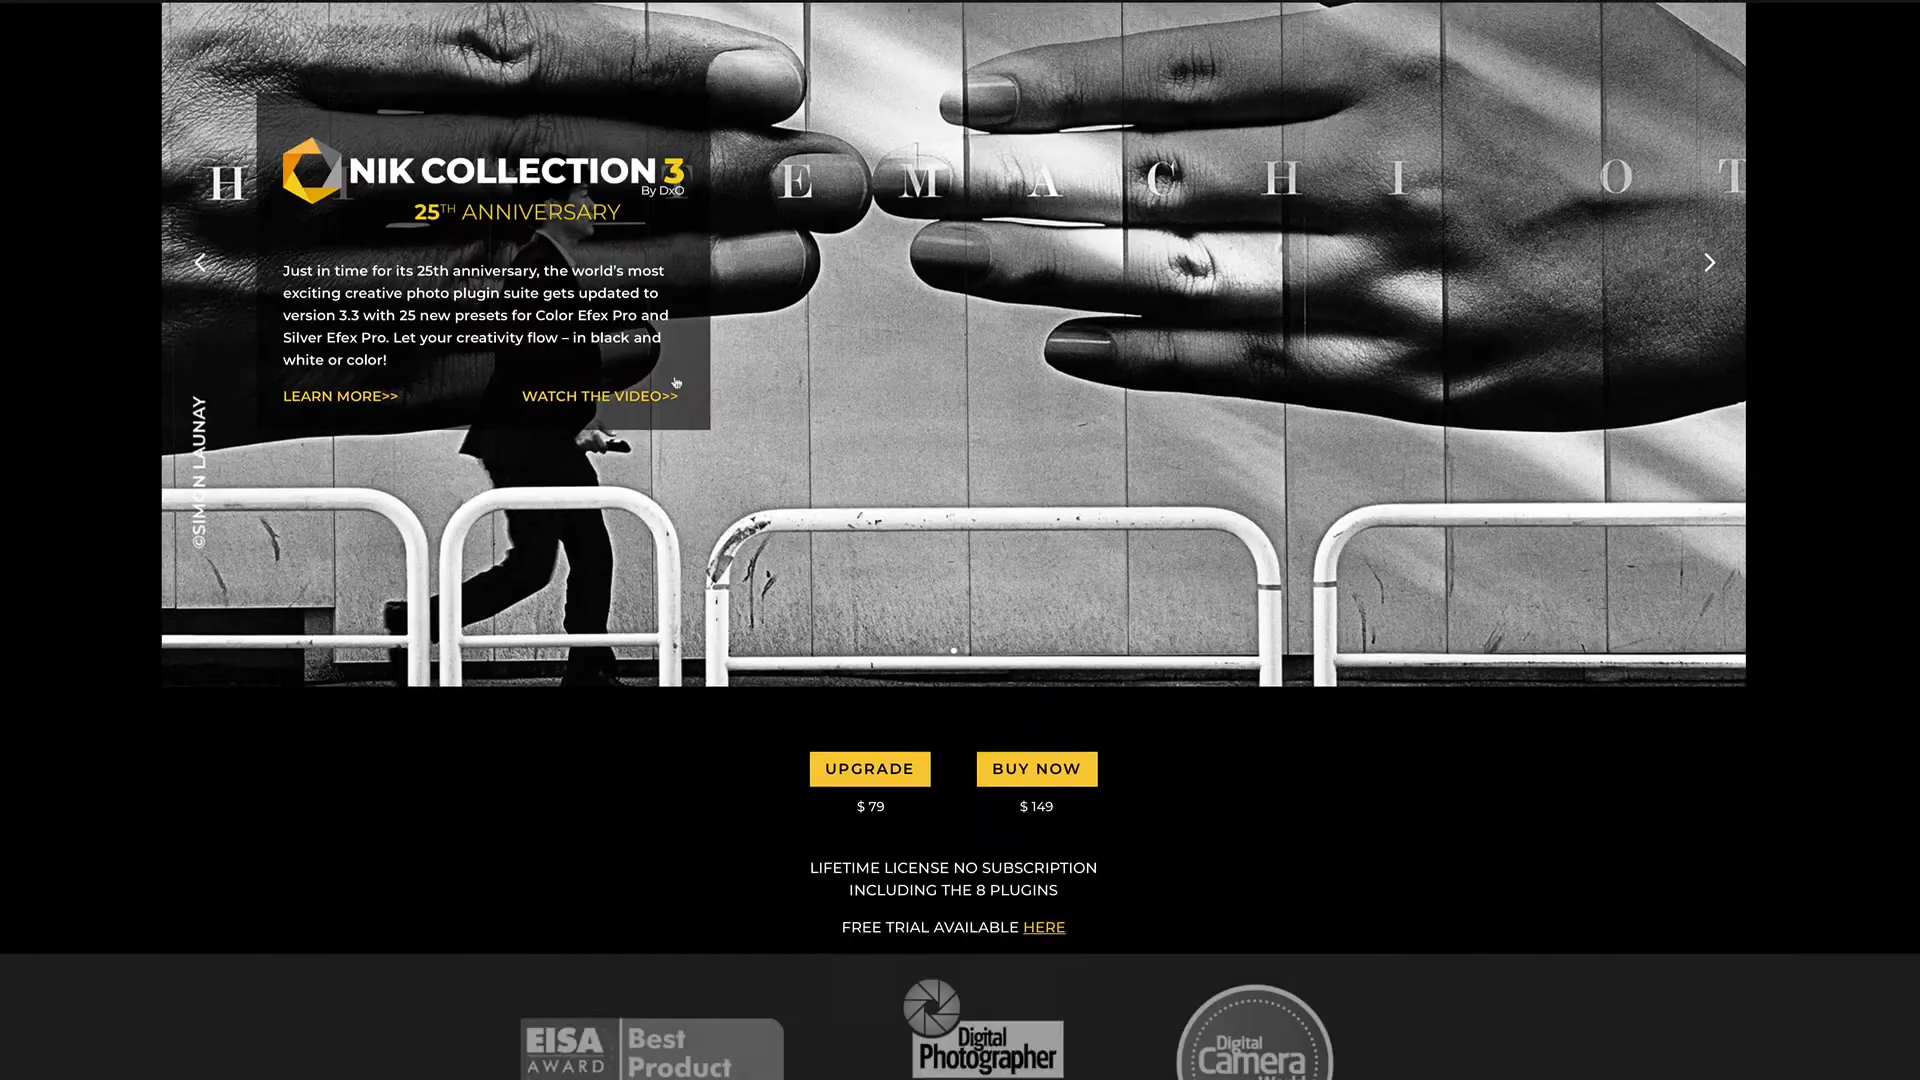 H
E M A C H I O T
NIK COLLECTION 3
By DxO
25TH ANNIVERSARY
Just in time for its 25th anniversary, the world's most
exciting creative photo plugin suite gets updated to
version 3.3 with 25 new presets for Color Efex Pro and
Silver Efex Pro. Let your creativity flow – in black and
white or color!
LEARN MORE>>
WATCH THE VIDEO>>
©SIMON LAUNAY
UPGRADE
BUY NOW
$ 79
$ 149
LIFETIME LICENSE NO SUBSCRIPTION
INCLUDING THE 8 PLUGINS
FREE TRIAL AVAILABLE HERE
EISA
AWARD
Best
Product
Digital
Photographer
Digital
Camera